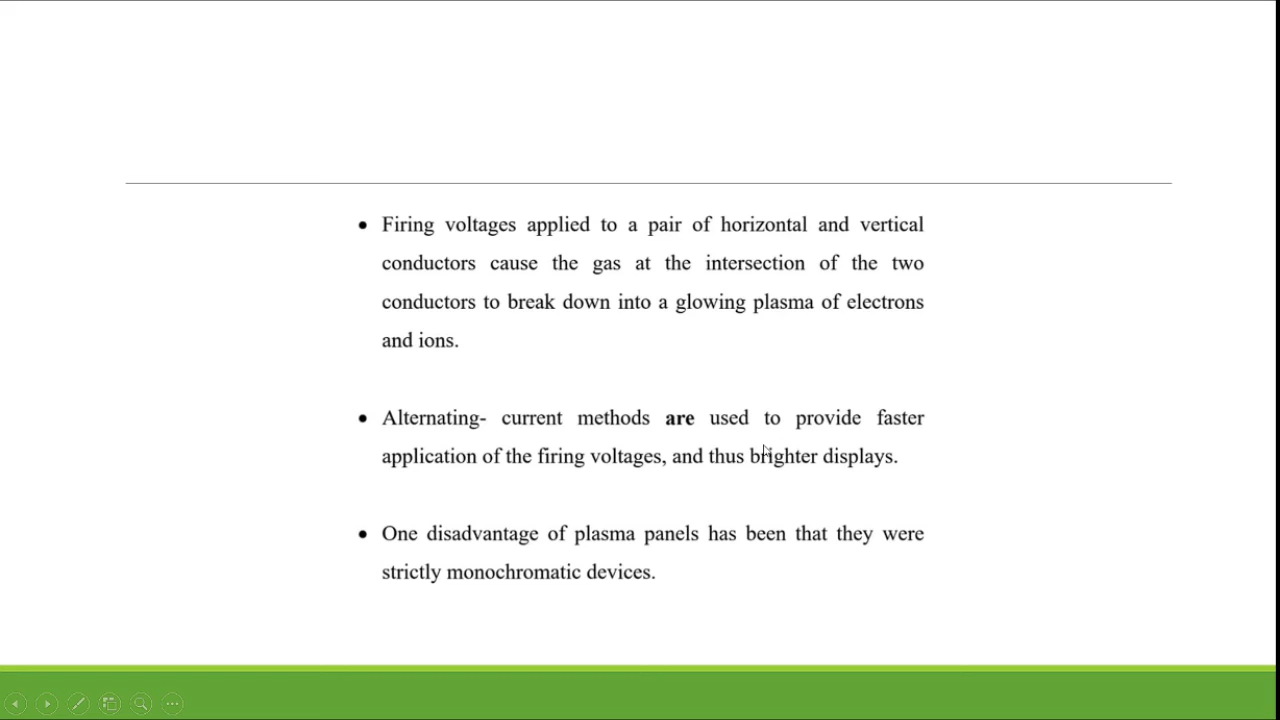 • Firing voltages applied to a pair of horizontal and vertical
conductors cause the gas at the intersection of the two
conductors to break down into a glowing plasma of electrons
and ions.
• Alternating- current methods are used to provide faster
application of the firing voltages, and thus brighter displays.
• One disadvantage of plasma panels has been that they were
strictly monochromatic devices.